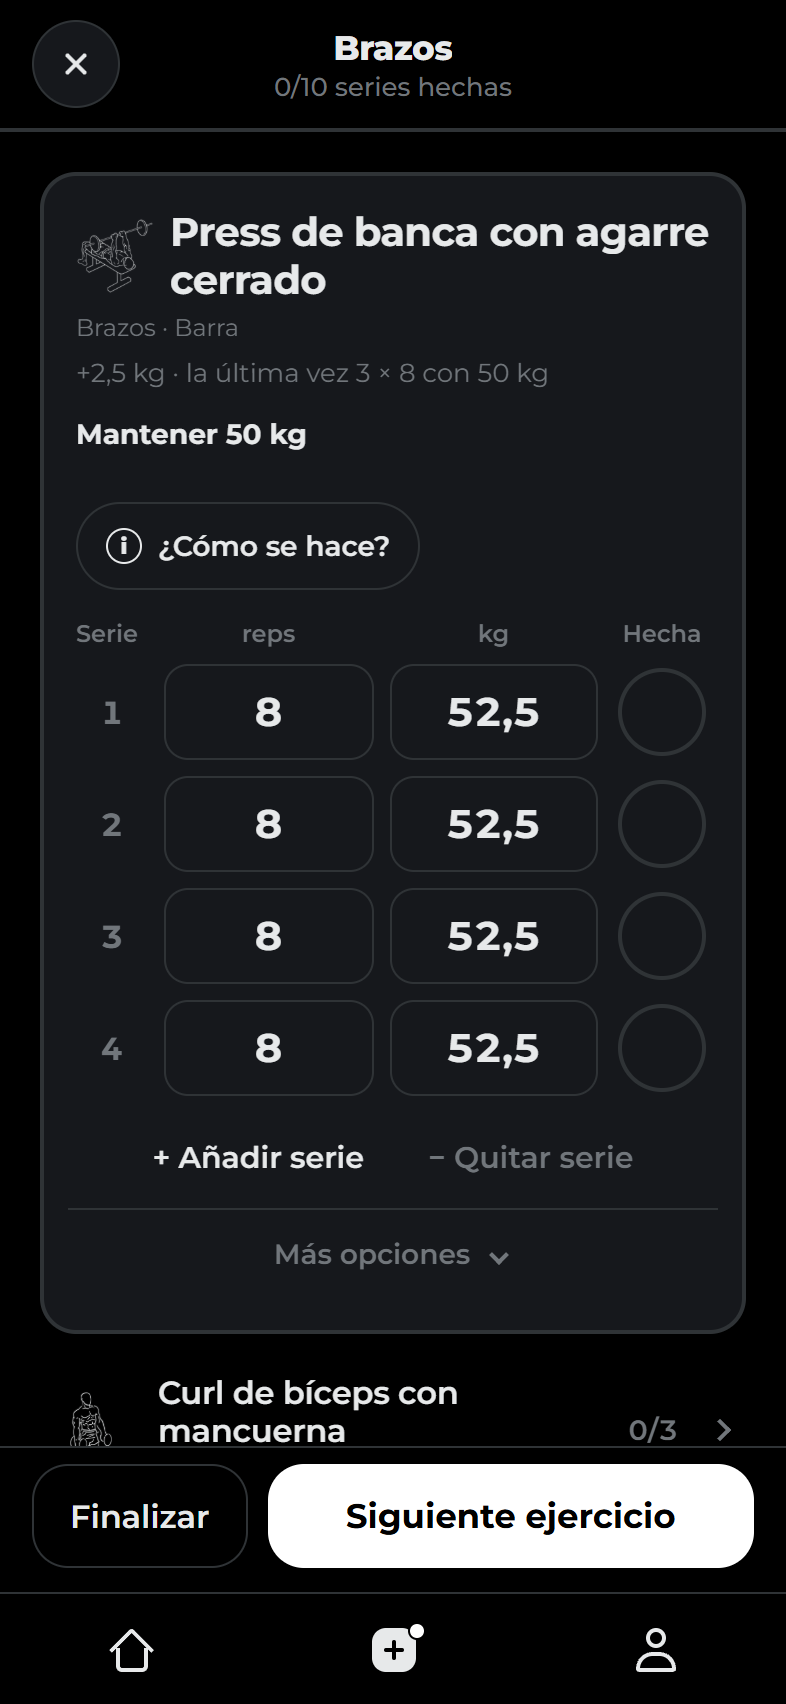 Brazos
0/10 series hechas
Press de banca con agarre
cerrado
Brazos · Barra
+2,5 kg · la última vez 3 × 8 con 50 kg
Mantener 50 kg
¿Cómo se hace?
Serie reps kg Hecha
1 8 52,5
2 8 52,5
3 8 52,5
4 8 52,5
+ Añadir serie − Quitar serie
Más opciones
Curl de bíceps con
mancuerna
0/3
Finalizar Siguiente ejercicio